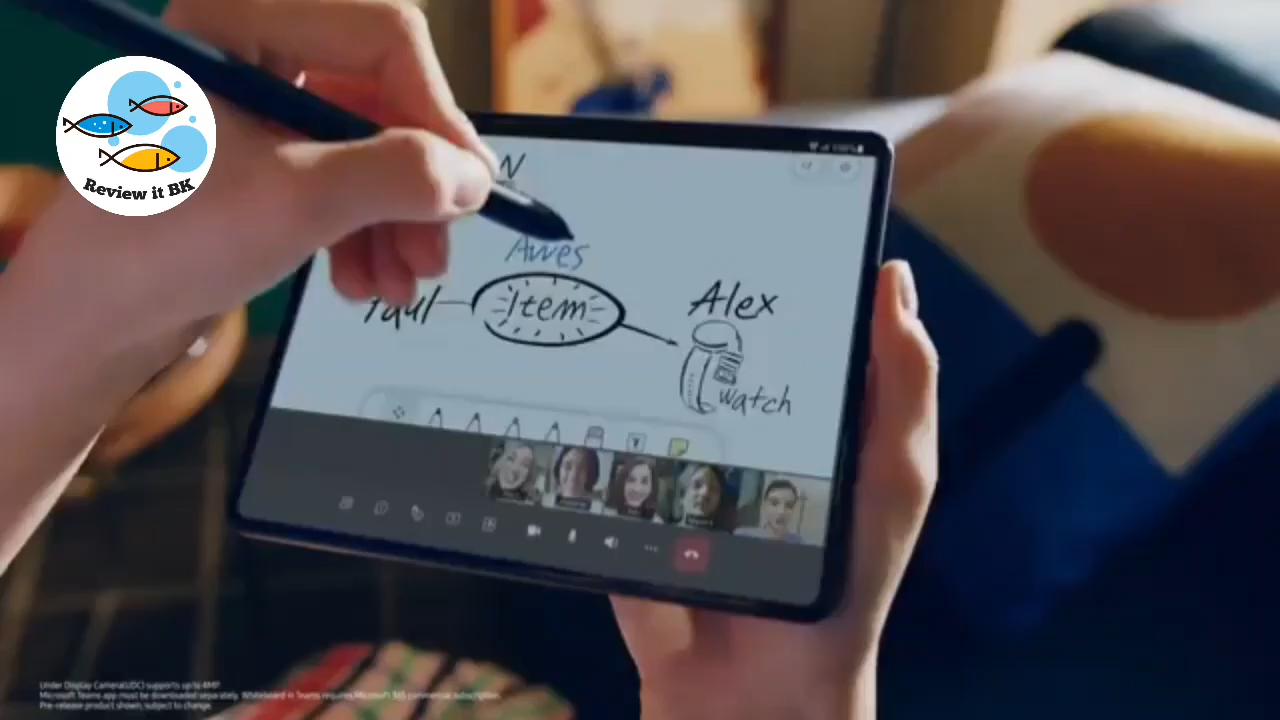 Review it BK
N
Awes
Paul
Item
Alex
watch
Under Display Camera(UDC) supports up to 4MP.
Microsoft Teams app must be downloaded separately. Whiteboard in Teams requires Microsoft 365 commercial subscription.
Pre-release product shown, subject to change.